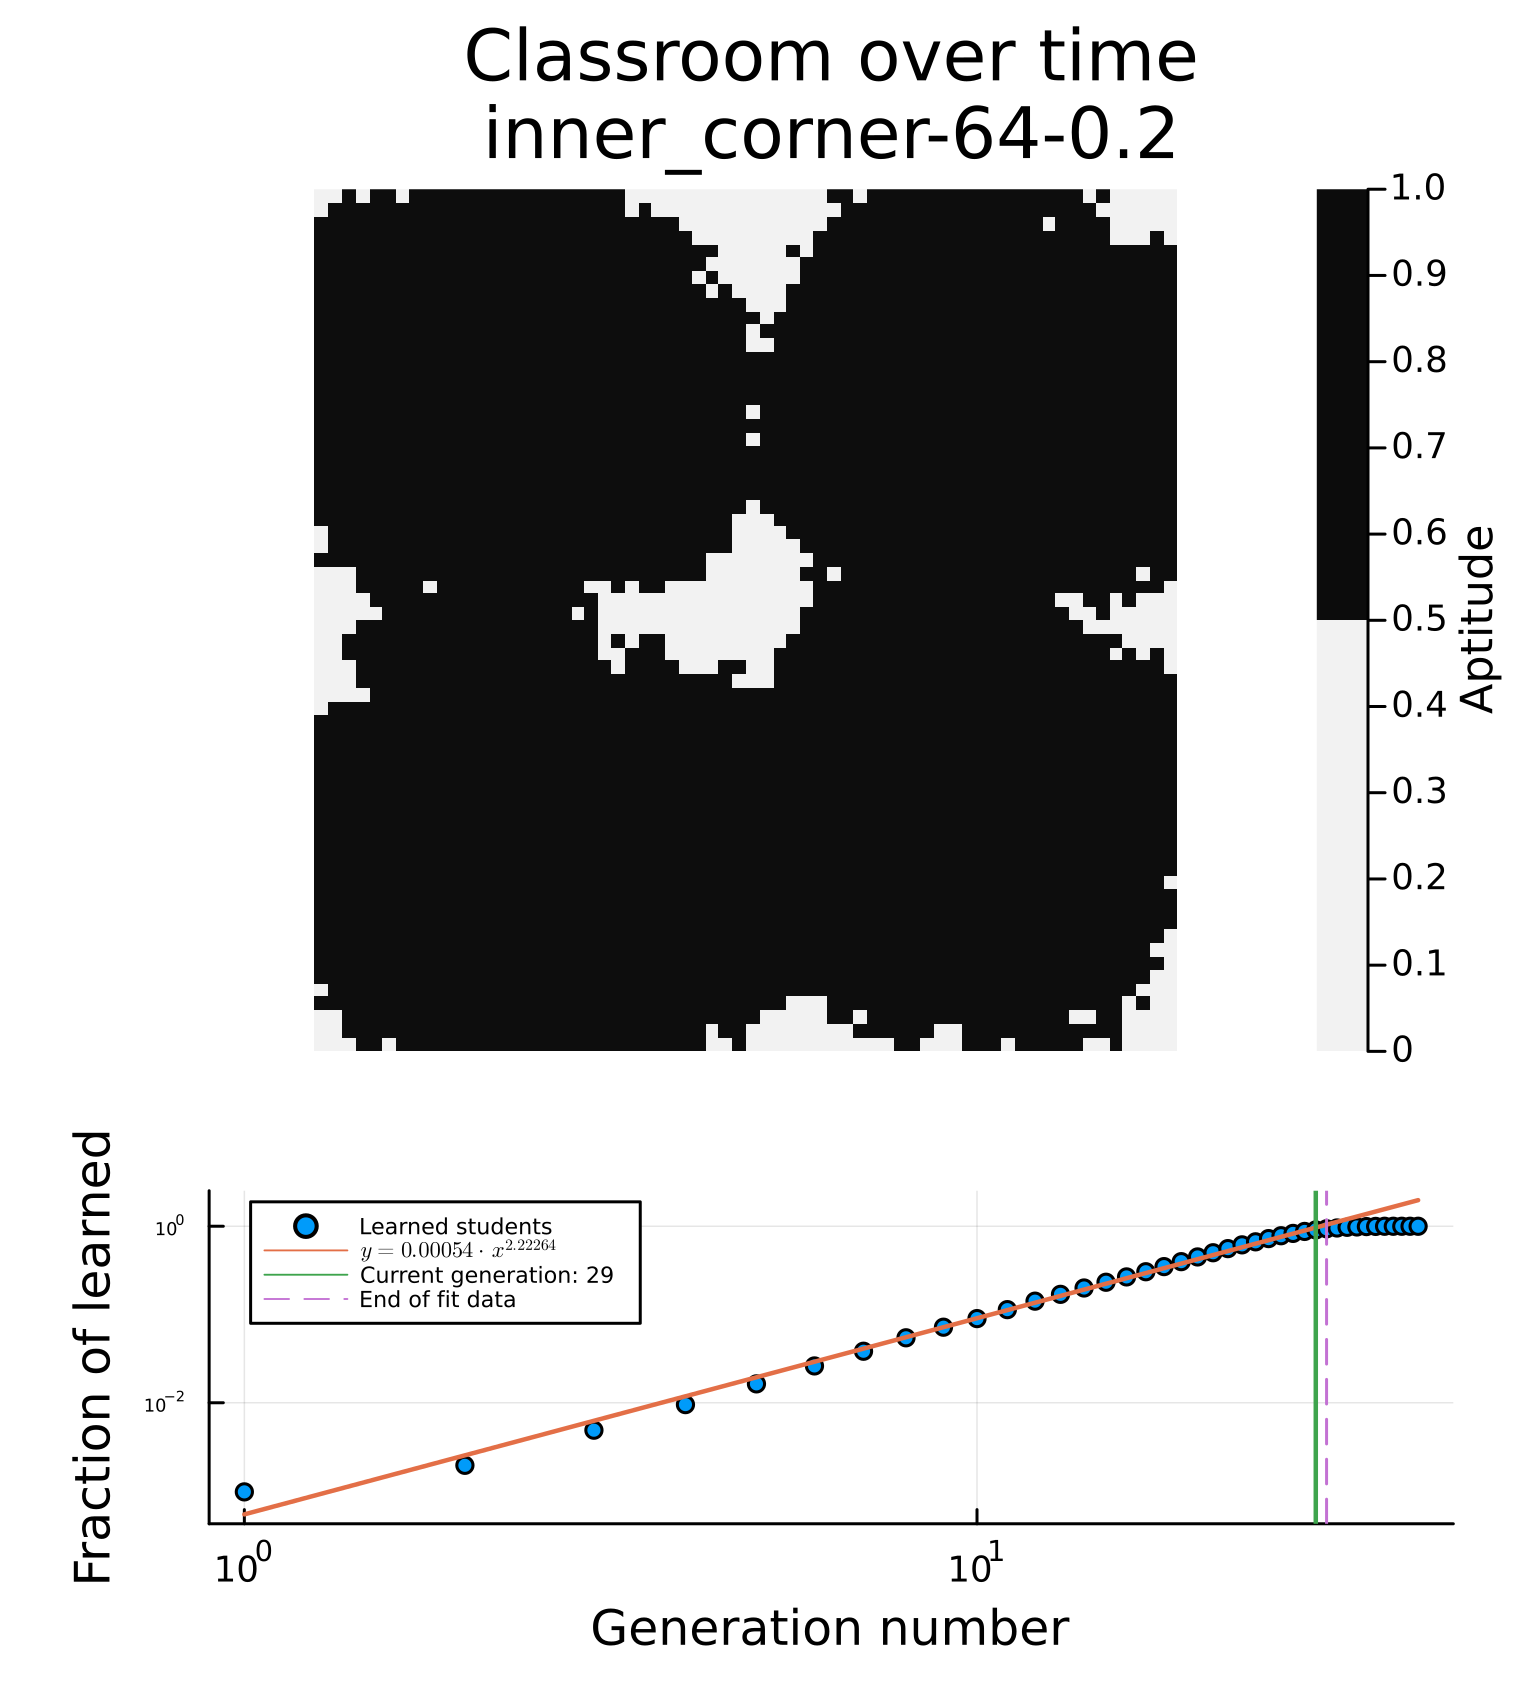 Classroom over time
inner_corner-64-0.2
1.0
0.9
0.8
0.7
0.6
0.5
0.4
0.3
0.2
0.1
0
Aptitude
Fraction of learned
10⁰
10⁻²
Learned students
y = 0.00054 · x^2.22264
Current generation: 29
End of fit data
10⁰
10¹
Generation number